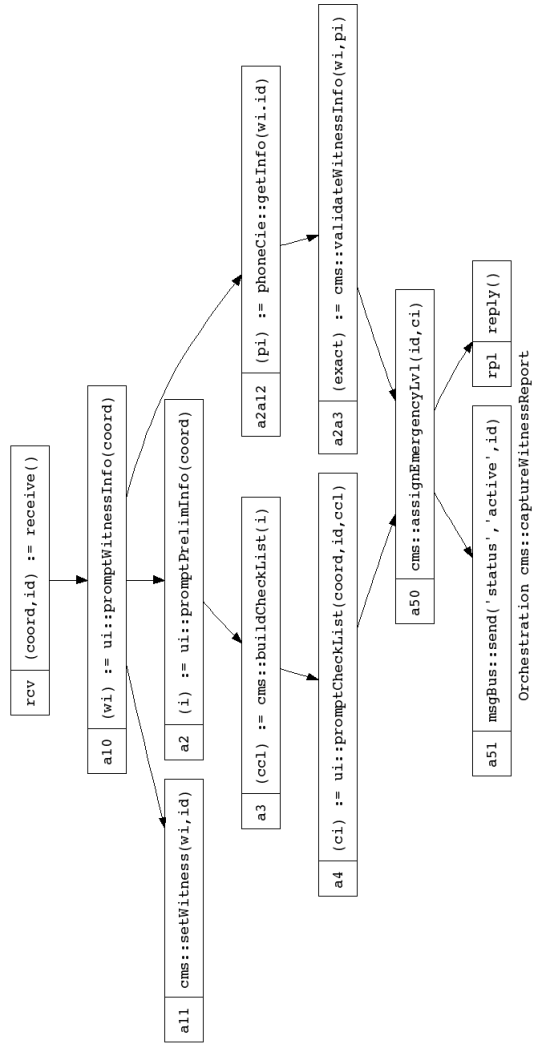 rcv (coord,id) := receive()
a10 (wi) := ui::promptWitnessInfo(coord)
a11 cms::setWitness(wi,id)
a2 (i) := ui::promptPrelimInfo(coord)
a3 (ccl) := cms::buildCheckList(i)
a2a12 (pi) := phoneCie::getInfo(wi.id)
a4 (ci) := ui::promptCheckList(coord,id,ccl)
a2a3 (exact) := cms::validateWitnessInfo(wi,pi)
a50 cms::assignEmergencyLvl(id,ci)
a51 msgBus::send('status','active',id)
rpl reply()
Orchestration cms::captureWitnessReport